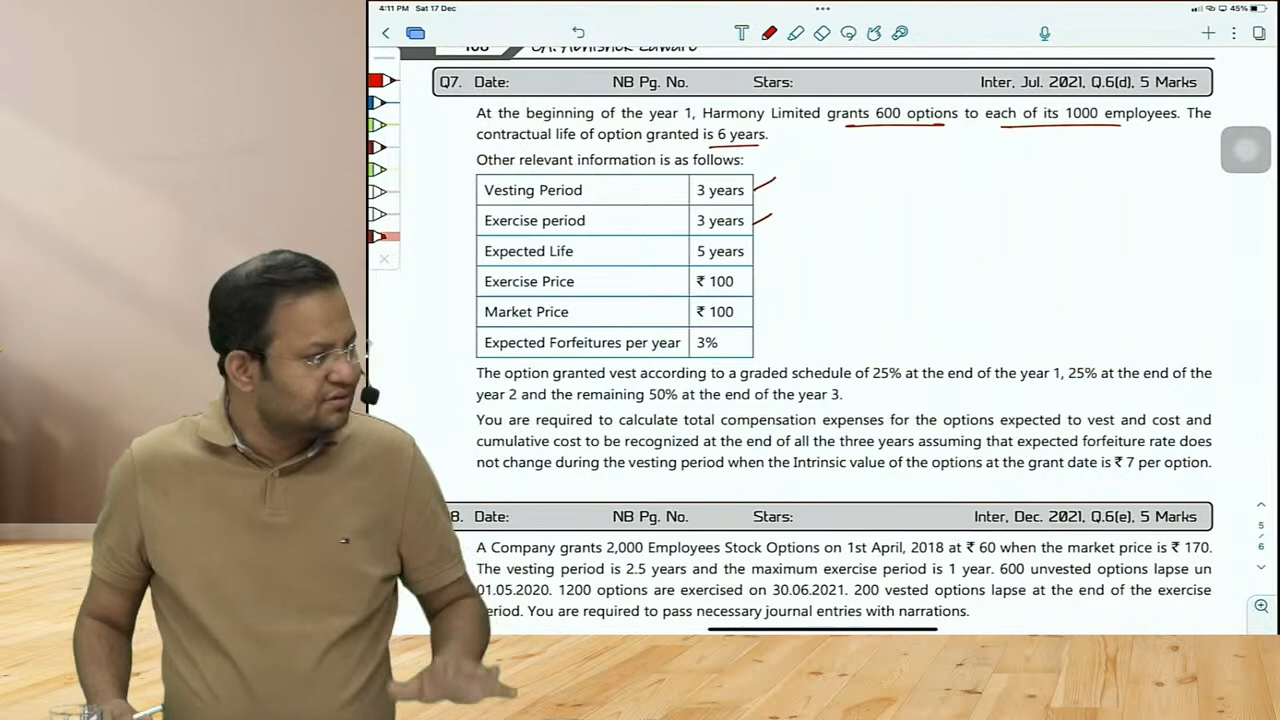 4:11 PM Sat 17 Dec
45%
Q7. Date: NB Pg. No. Stars: Inter, Jul. 2021, Q.6(d), 5 Marks
At the beginning of the year 1, Harmony Limited grants 600 options to each of its 1000 employees. The
contractual life of option granted is 6 years.
Other relevant information is as follows:
Vesting Period 3 years
Exercise period 3 years
Expected Life 5 years
Exercise Price ₹ 100
Market Price ₹ 100
Expected Forfeitures per year 3%
The option granted vest according to a graded schedule of 25% at the end of the year 1, 25% at the end of the
year 2 and the remaining 50% at the end of the year 3.
You are required to calculate total compensation expenses for the options expected to vest and cost and
cumulative cost to be recognized at the end of all the three years assuming that expected forfeiture rate does
not change during the vesting period when the Intrinsic value of the options at the grant date is ₹ 7 per option.
8. Date: NB Pg. No. Stars: Inter, Dec. 2021, Q.6(e), 5 Marks
A Company grants 2,000 Employees Stock Options on 1st April, 2018 at ₹ 60 when the market price is ₹ 170.
The vesting period is 2.5 years and the maximum exercise period is 1 year. 600 unvested options lapse un
01.05.2020. 1200 options are exercised on 30.06.2021. 200 vested options lapse at the end of the exercise
eriod. You are required to pass necessary journal entries with narrations.
5
6